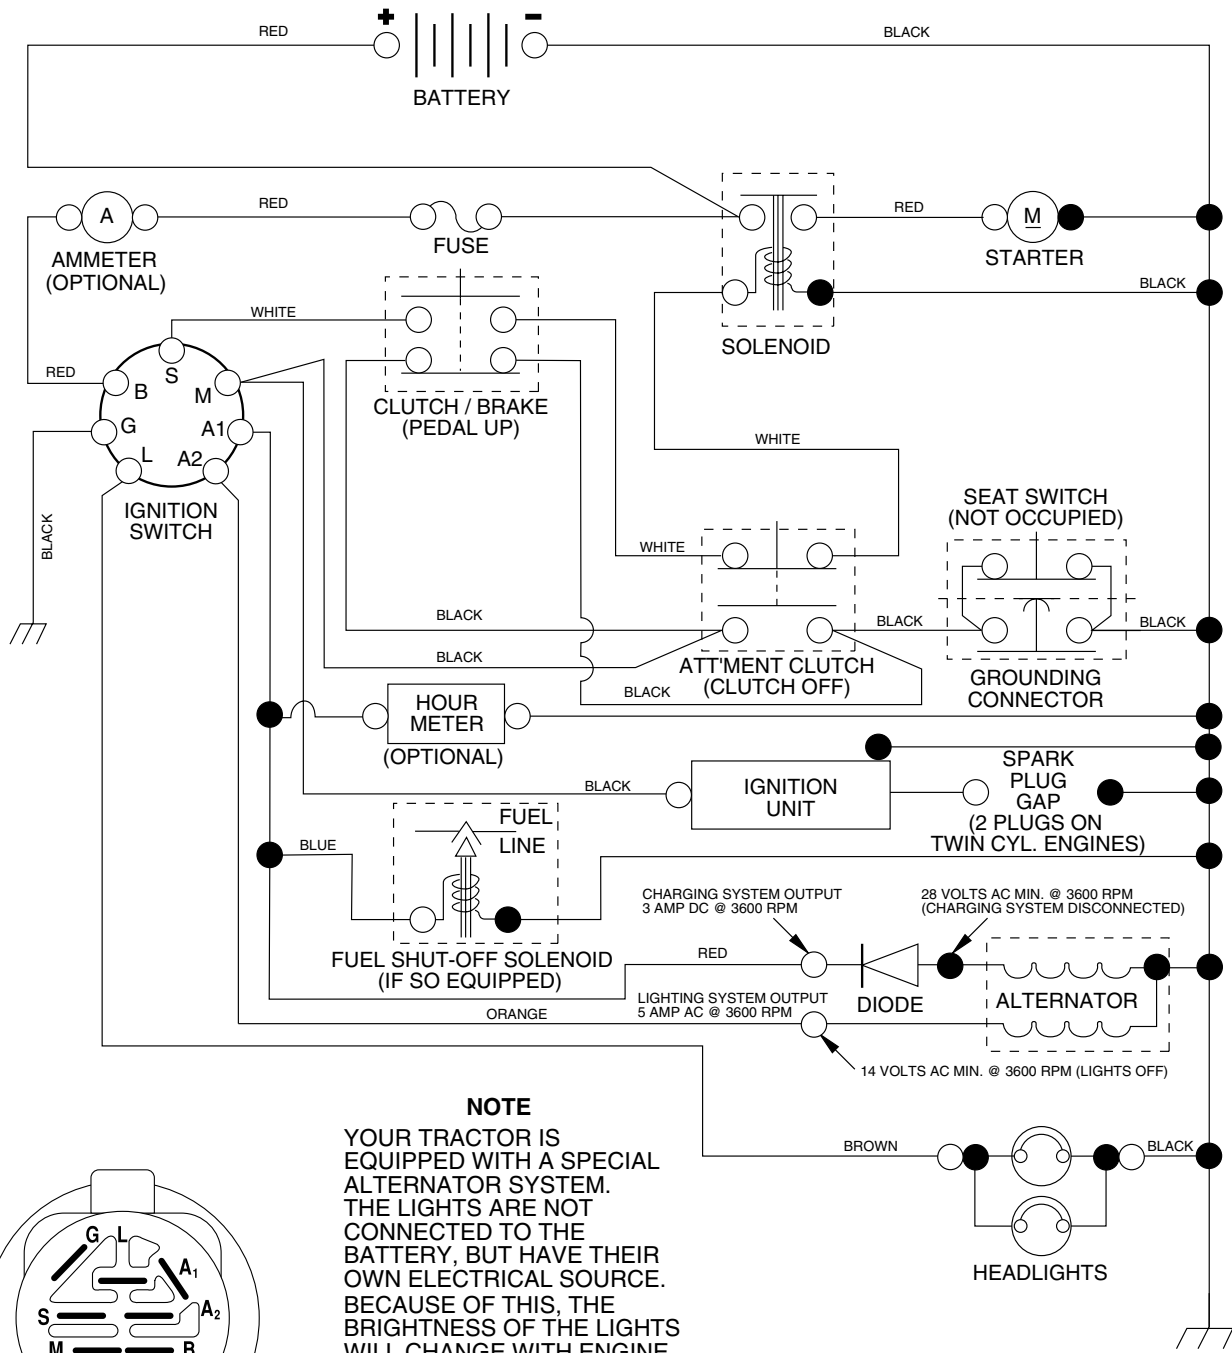 + -
RED
BLACK
BATTERY
A
RED
RED
M
FUSE
AMMETER
(OPTIONAL)
STARTER
BLACK
WHITE
SOLENOID
RED
B
S
M
CLUTCH / BRAKE
(PEDAL UP)
G
A1
WHITE
L
A2
IGNITION
SWITCH
SEAT SWITCH
(NOT OCCUPIED)
BLACK
WHITE
BLACK
BLACK
BLACK
BLACK
ATT'MENT CLUTCH
(CLUTCH OFF)
GROUNDING
CONNECTOR
BLACK
HOUR
METER
(OPTIONAL)
SPARK
PLUG
GAP
(2 PLUGS ON
TWIN CYL. ENGINES)
BLACK
IGNITION
UNIT
FUEL
LINE
BLUE
CHARGING SYSTEM OUTPUT
3 AMP DC @ 3600 RPM
28 VOLTS AC MIN. @ 3600 RPM
(CHARGING SYSTEM DISCONNECTED)
FUEL SHUT-OFF SOLENOID
(IF SO EQUIPPED)
RED
DIODE
ALTERNATOR
LIGHTING SYSTEM OUTPUT
5 AMP AC @ 3600 RPM
ORANGE
14 VOLTS AC MIN. @ 3600 RPM (LIGHTS OFF)
NOTE
YOUR TRACTOR IS
EQUIPPED WITH A SPECIAL
ALTERNATOR SYSTEM.
THE LIGHTS ARE NOT
CONNECTED TO THE
BATTERY, BUT HAVE THEIR
OWN ELECTRICAL SOURCE.
BECAUSE OF THIS, THE
BRIGHTNESS OF THE LIGHTS
WILL CHANGE WITH ENGINE
BROWN
BLACK
HEADLIGHTS
G L
A1
S
A2
M
B